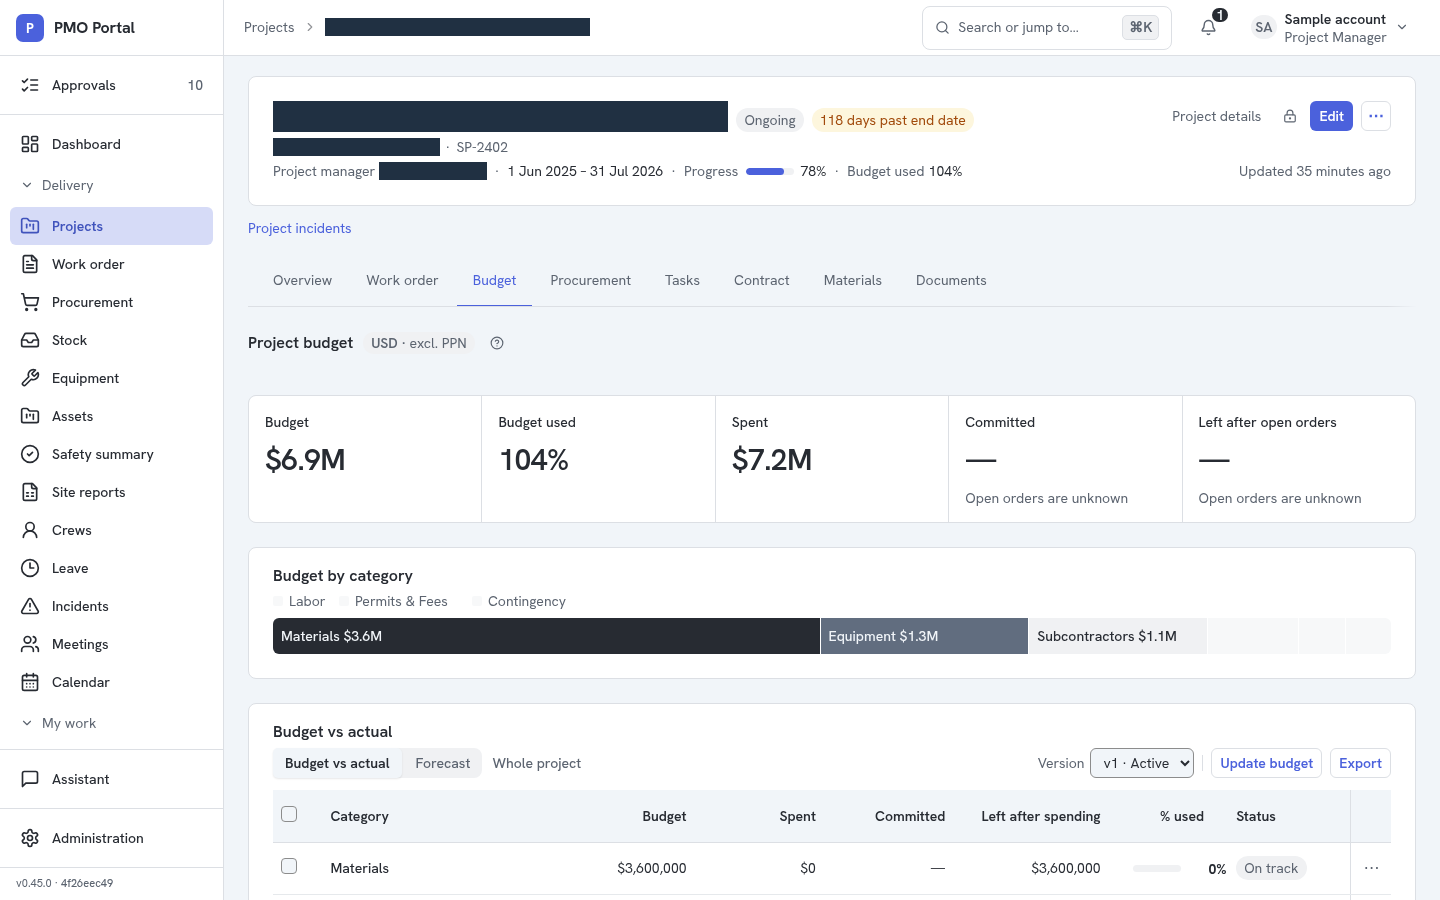 P PMO Portal
Projects
Search or jump to...
⌘K
1
SA
Sample account
Project Manager
Approvals 10
Dashboard
Delivery
Projects
Work order
Procurement
Stock
Equipment
Assets
Safety summary
Site reports
Crews
Leave
Incidents
Meetings
Calendar
My work
Assistant
Administration
v0.45.0 · 4f26eec49
Ongoing 118 days past end date
Project details Edit
· SP-2402
Project manager · 1 Jun 2025 – 31 Jul 2026 · Progress 78% · Budget used 104%
Updated 35 minutes ago
Project incidents
Overview Work order Budget Procurement Tasks Contract Materials Documents
Project budget USD · excl. PPN
Budget Budget used Spent Committed Left after open orders
$6.9M 104% $7.2M — —
Open orders are unknown Open orders are unknown
Budget by category
Labor Permits & Fees Contingency
Materials $3.6M Equipment $1.3M Subcontractors $1.1M
Budget vs actual
Budget vs actual Forecast Whole project Version v1 · Active Update budget Export
Category Budget Spent Committed Left after spending % used Status
Materials $3,600,000 $0 — $3,600,000 0% On track